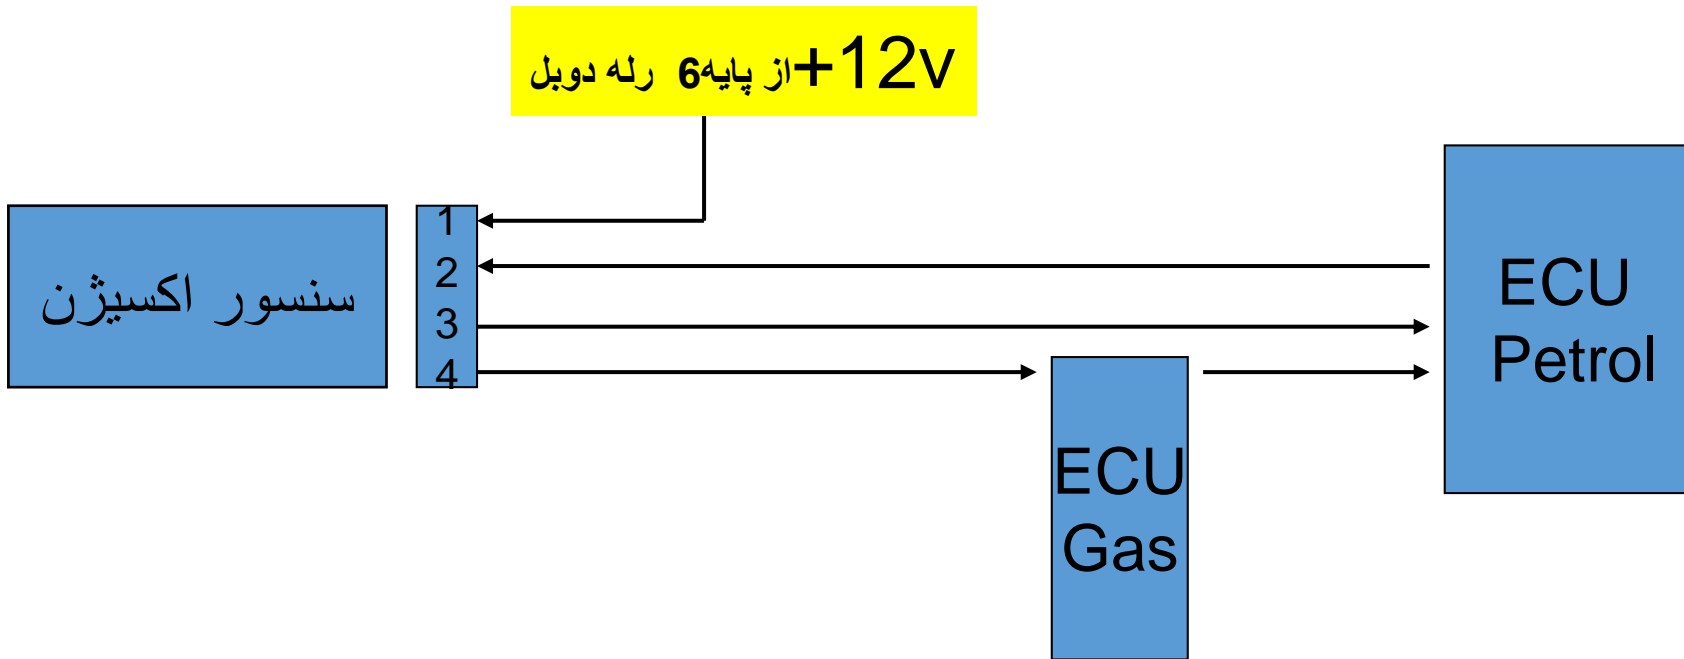 +12v از پایه6 رله دوبل
سنسور اکسیژن
1
2
3
4
ECU
Petrol
ECU
Gas